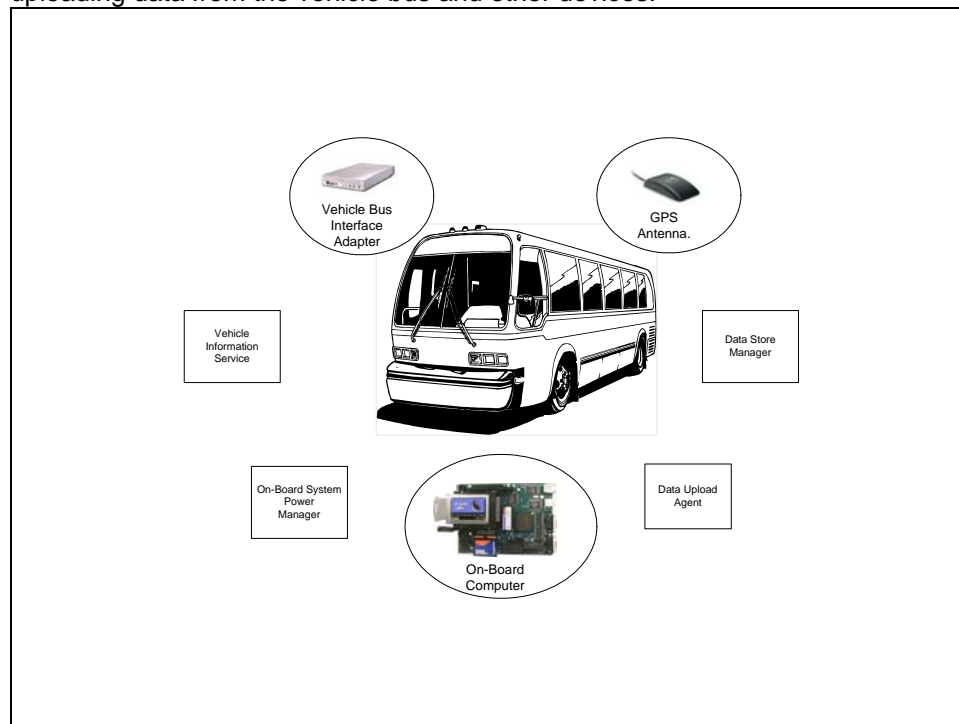 uploading data from the vehicle bus and other devices.
Vehicle Bus
Interface
Adapter
GPS
Antenna.
Vehicle
Information
Service
Data Store
Manager
On-Board System
Power
Manager
Data Upload
Agent
On-Board
Computer